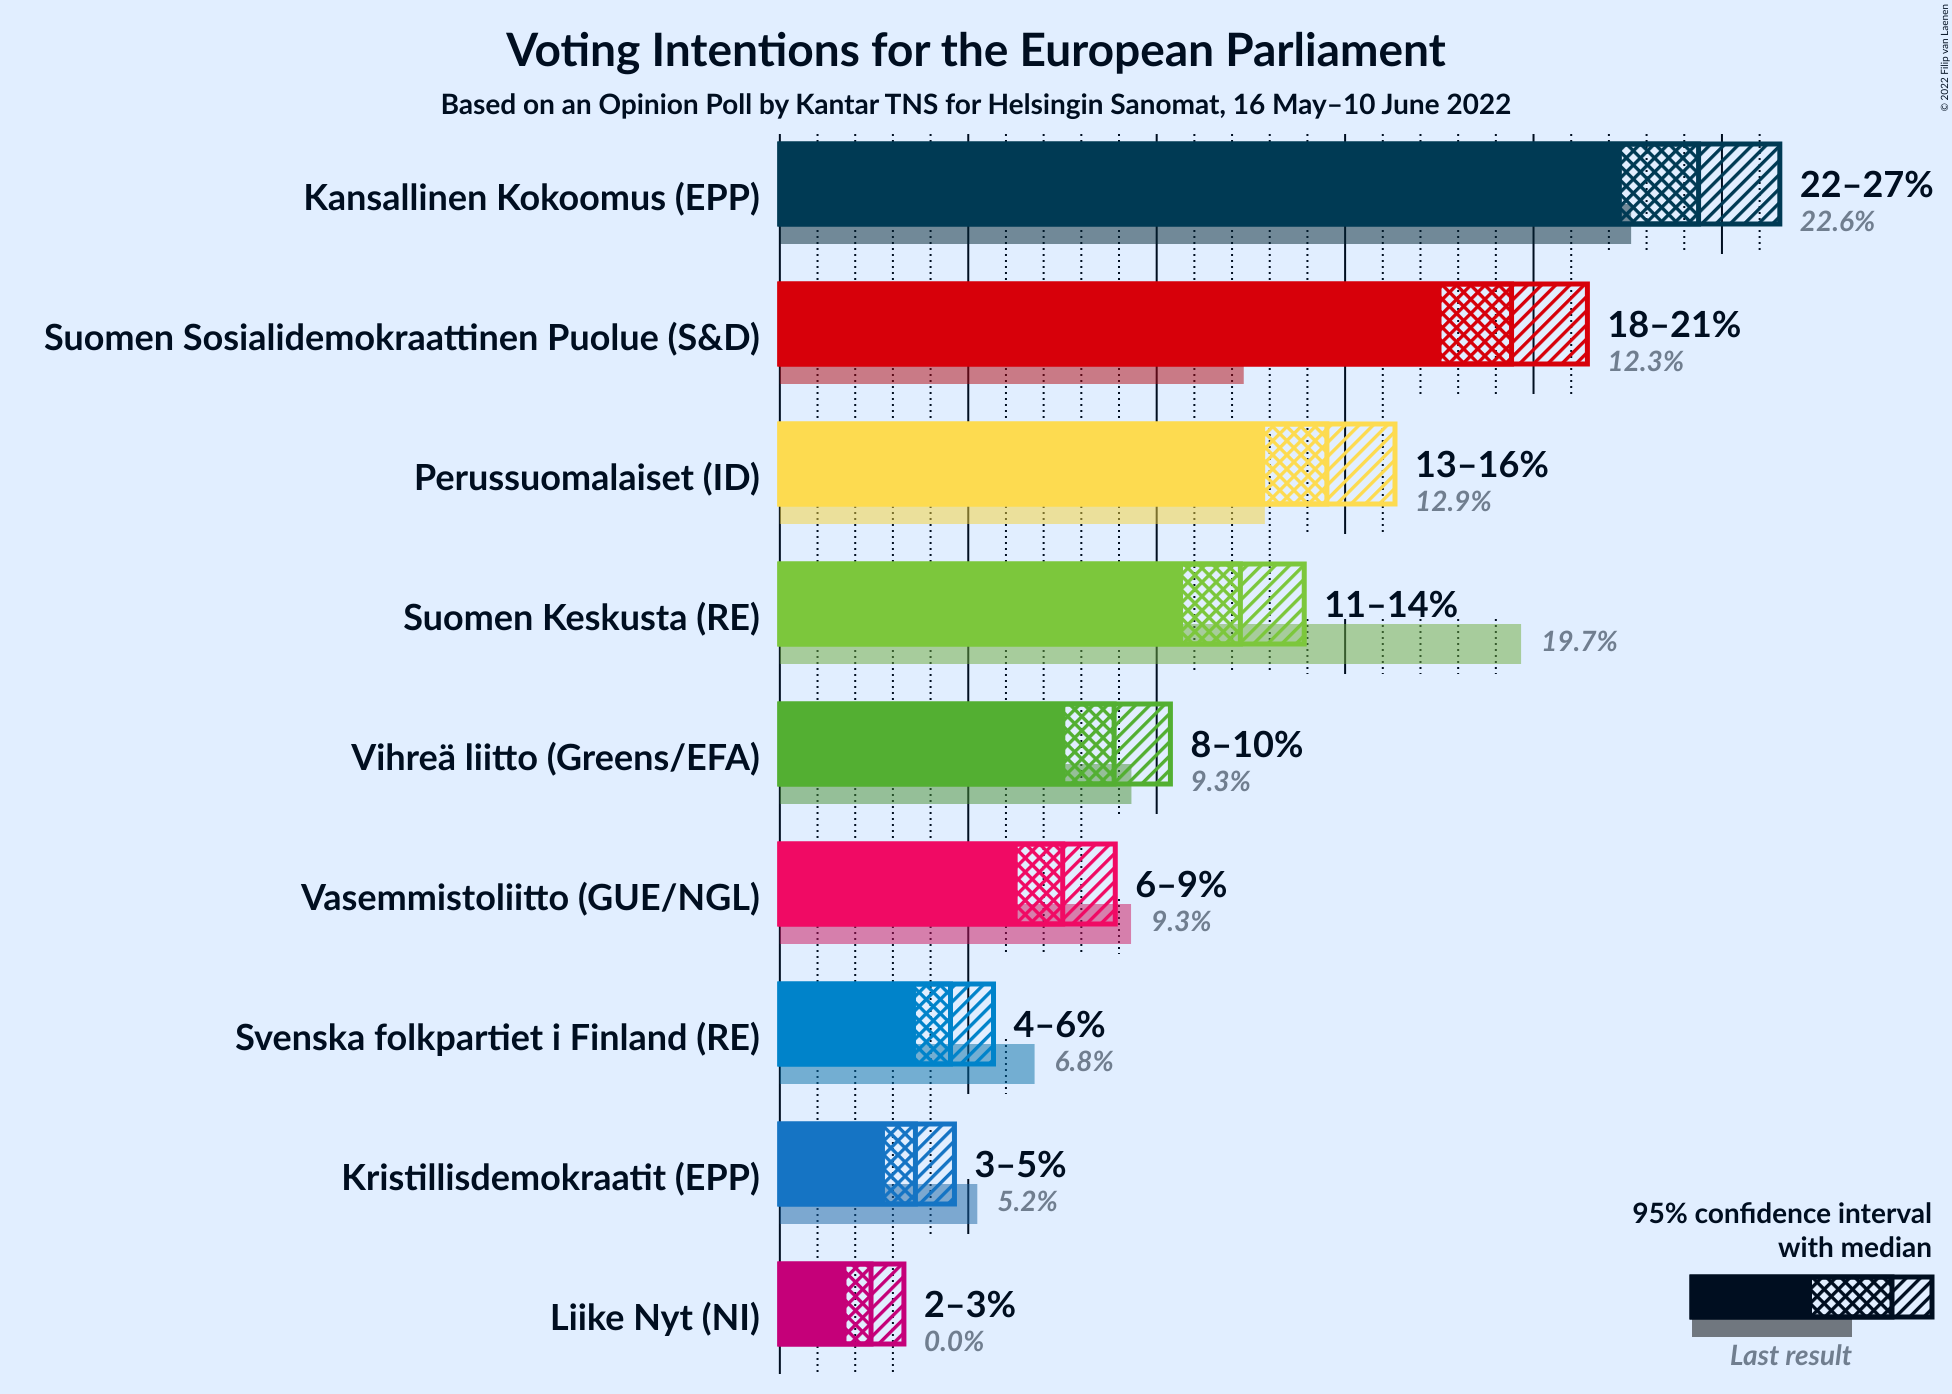 Voting Intentions for the European Parliament
Based on an Opinion Poll by Kantar TNS for Helsingin Sanomat, 16 May–10 June 2022
© 2022 Filip van Laenen
Kansallinen Kokoomus (EPP)
22–27%
22.6%
Suomen Sosialidemokraattinen Puolue (S&D)
18–21%
12.3%
Perussuomalaiset (ID)
13–16%
12.9%
Suomen Keskusta (RE)
11–14%
19.7%
Vihreä liitto (Greens/EFA)
8–10%
9.3%
Vasemmistoliitto (GUE/NGL)
6–9%
9.3%
Svenska folkpartiet i Finland (RE)
4–6%
6.8%
Kristillisdemokraatit (EPP)
3–5%
5.2%
Liike Nyt (NI)
2–3%
0.0%
95% confidence interval
with median
Last result